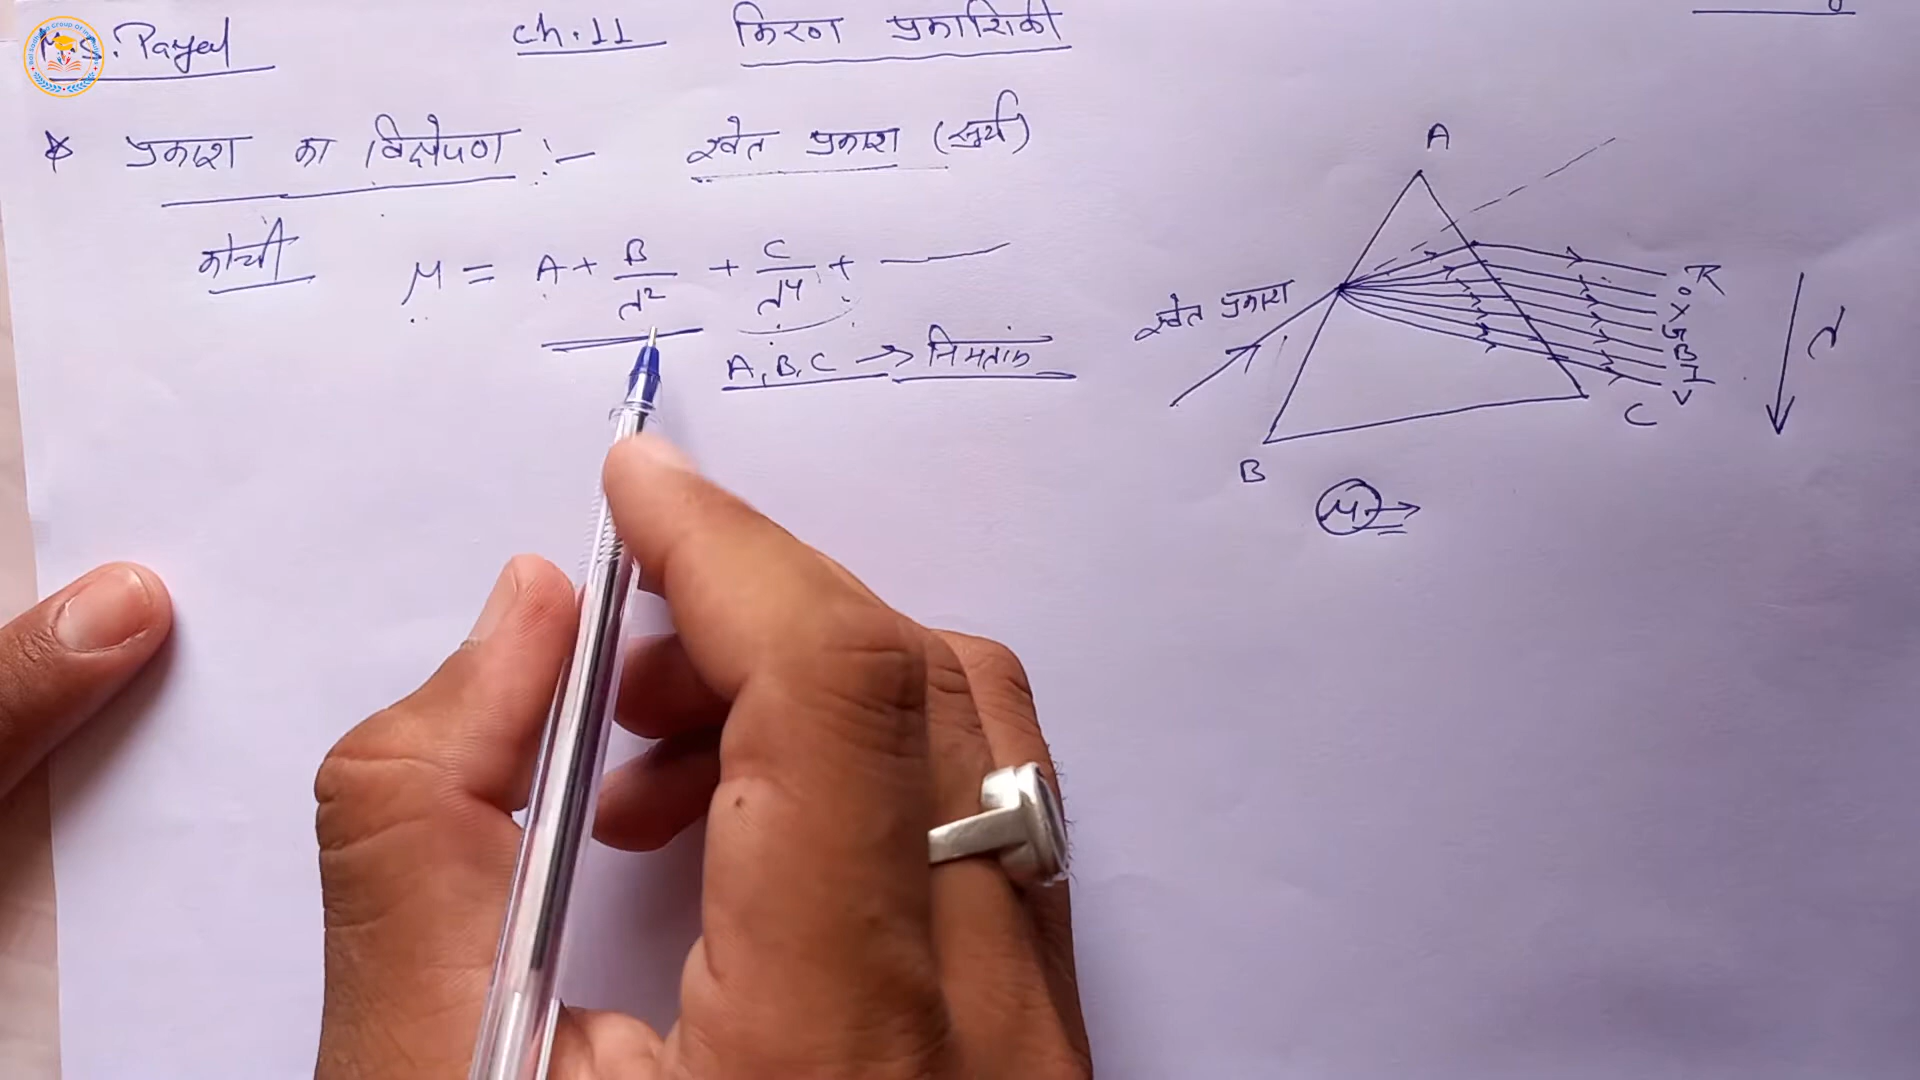 M.S. Payal
ch.11 किरण प्रकाशिकी
* प्रकाश का विक्षेपण :- श्वेत प्रकाश (सूर्य)
कोची μ = A + B/λ² + C/λ⁴ + ——
A, B, C → नियतांक
A
श्वेत प्रकाश
R
O
Y
G
B
I
V
λ
B
C
μ →